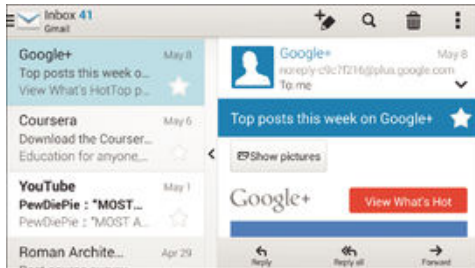 Inbox 41
Gmail
Google+
May 8
Top posts this week o...
View What's HotTop p...
Coursera
May 6
Download the Courser...
Education for anyone,...
YouTube
May 1
PewDiePie : "MOST...
PewDiePie : "MOST A...
Roman Archite...
Apr 29
Google+
May 8
noreply-c9c7f216@plus.google.com
To: me
Top posts this week on Google+
Show pictures
Google+
View What's Hot
Reply
Reply all
Forward